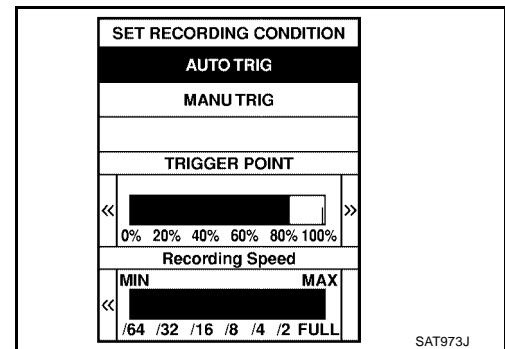 SET RECORDING CONDITION
AUTO TRIG
MANU TRIG
TRIGGER POINT
« »
0% 20% 40% 60% 80% 100%
Recording Speed
MIN MAX
«
/64 /32 /16 /8 /4 /2 FULL
SAT973J